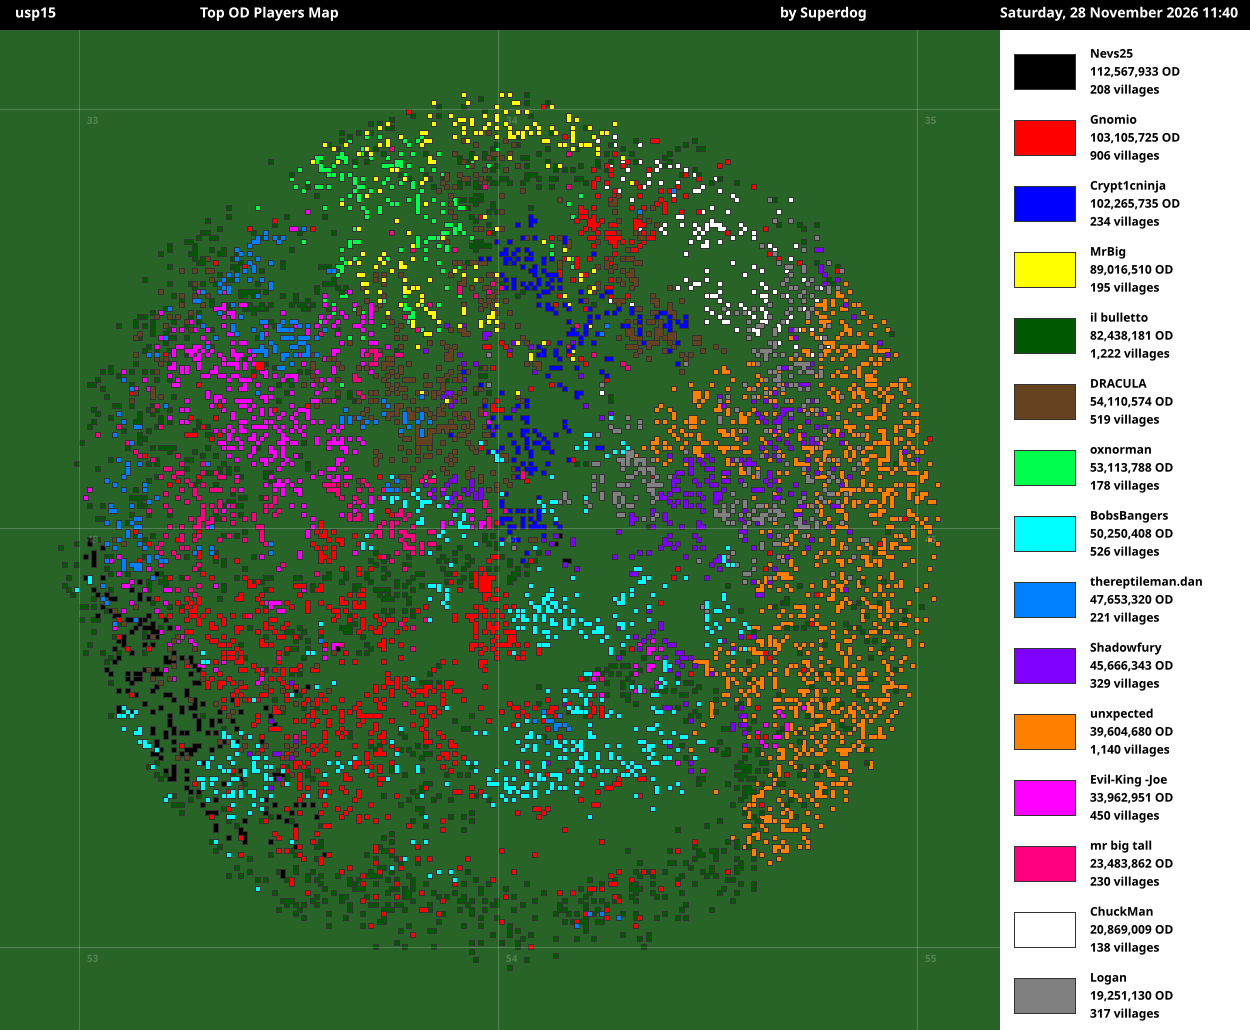 usp15 Top OD Players Map by Superdog Saturday, 28 November 2026 11:40
Nevs25
112,567,933 OD
208 villages
Gnomio
103,105,725 OD
906 villages
Crypt1cninja
102,265,735 OD
234 villages
MrBig
89,016,510 OD
195 villages
il bulletto
82,438,181 OD
1,222 villages
DRACULA
54,110,574 OD
519 villages
oxnorman
53,113,788 OD
178 villages
BobsBangers
50,250,408 OD
526 villages
thereptileman.dan
47,653,320 OD
221 villages
Shadowfury
45,666,343 OD
329 villages
unxpected
39,604,680 OD
1,140 villages
Evil-King -Joe
33,962,951 OD
450 villages
mr big tall
23,483,862 OD
230 villages
ChuckMan
20,869,009 OD
138 villages
Logan
19,251,130 OD
317 villages
33 35
53 54 55